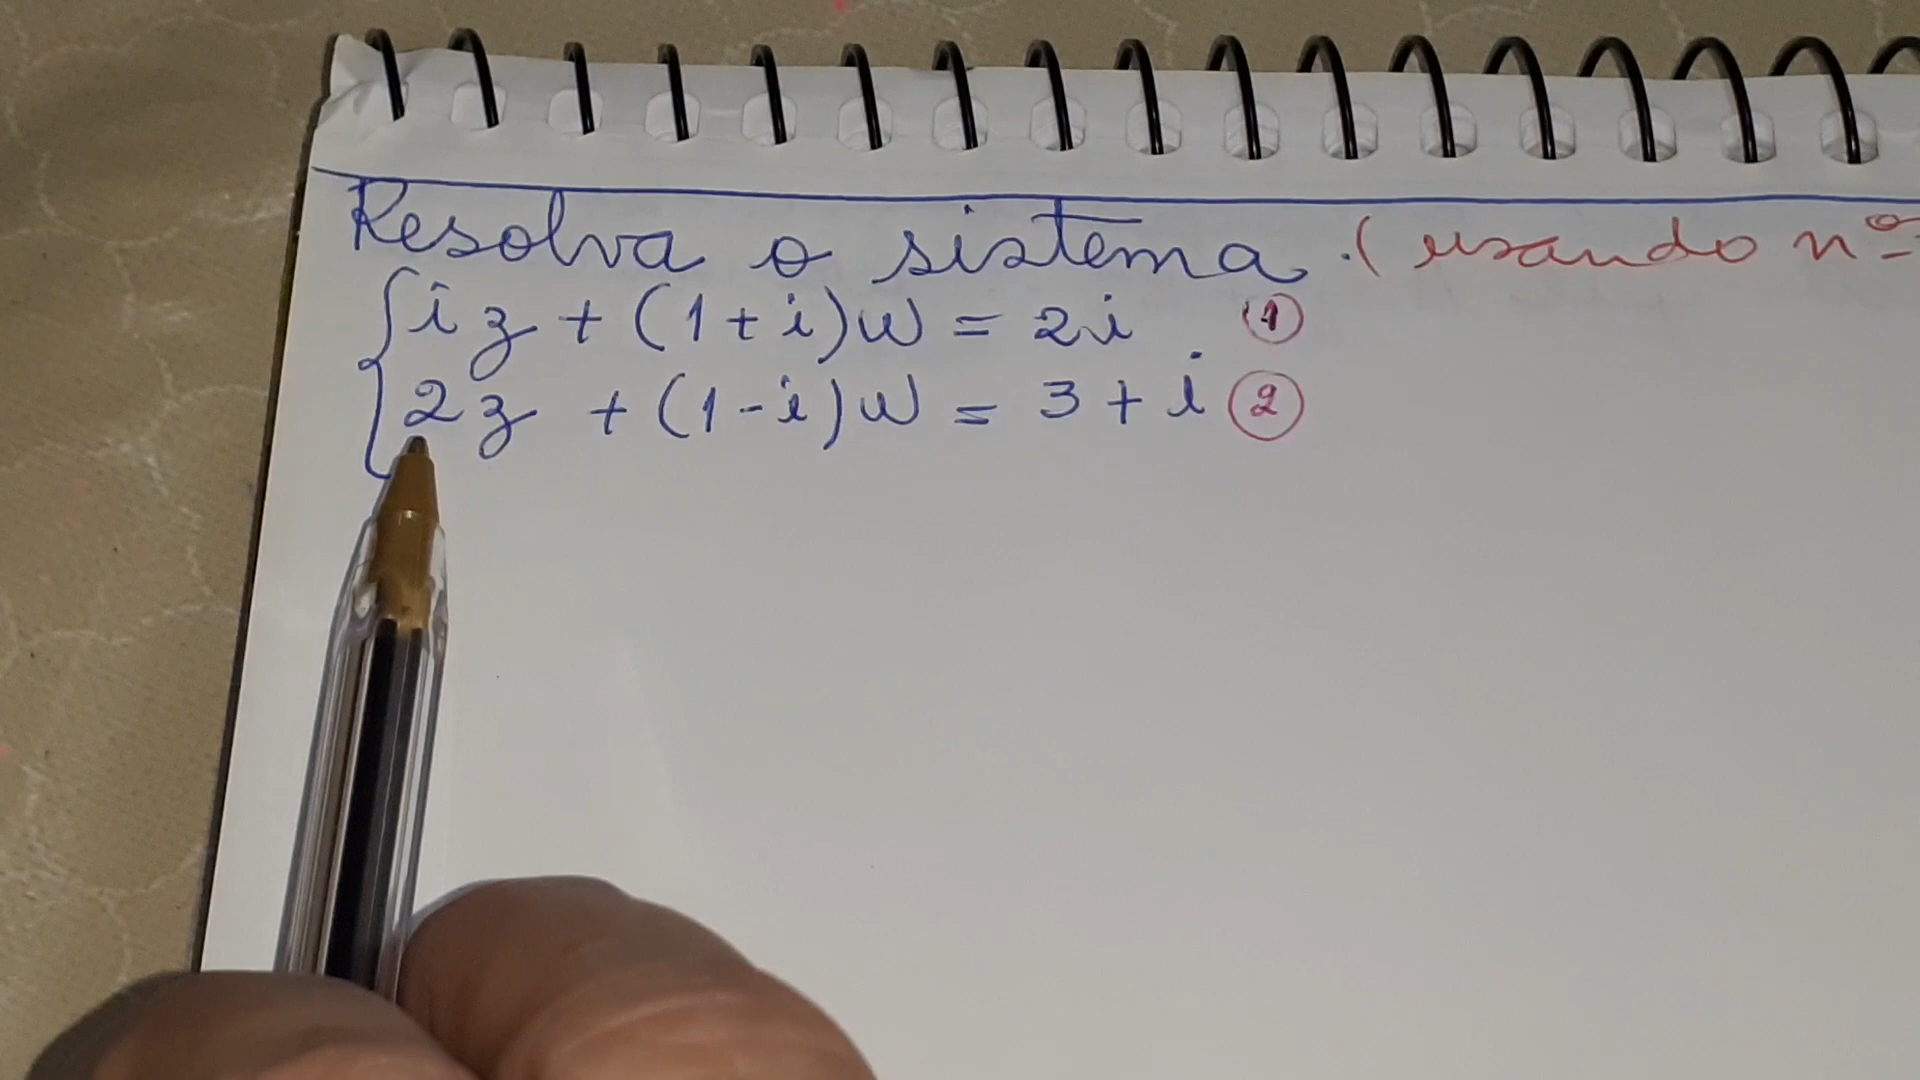 Resolva o sistema. (usando nº
iz + (1+i)w = 2i ①
2z + (1-i)w = 3+i ②